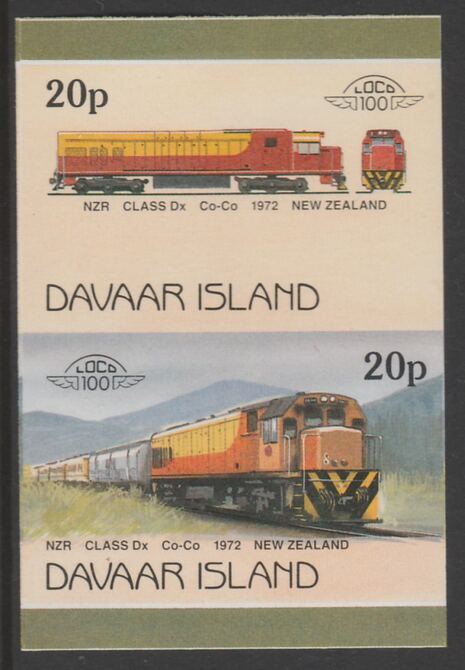 20p
LOCO
100
NZR CLASS Dx Co-Co 1972 NEW ZEALAND
DAVAAR ISLAND
LOCO
100
20p
NZR CLASS Dx Co-Co 1972 NEW ZEALAND
DAVAAR ISLAND